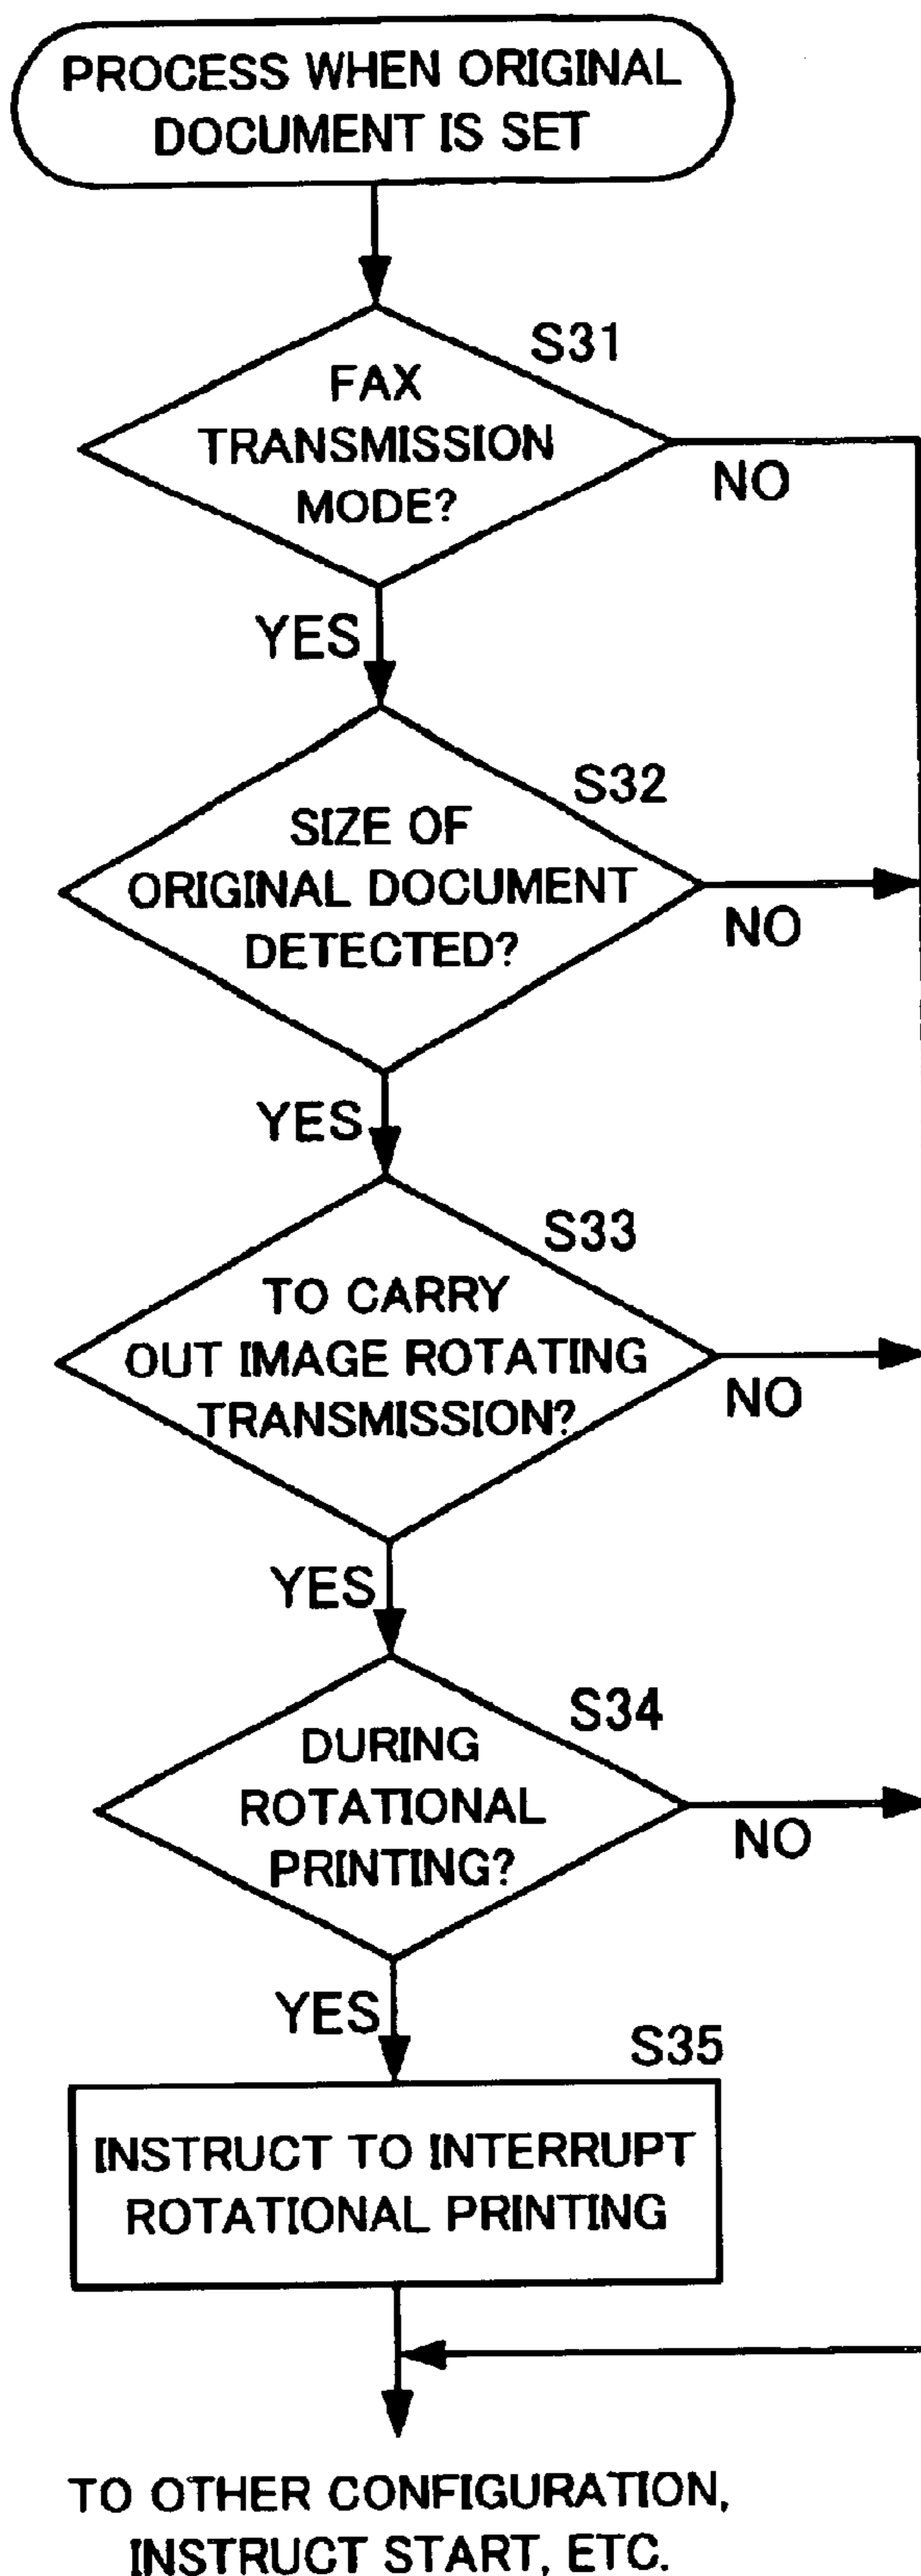 PROCESS WHEN ORIGINAL
DOCUMENT IS SET
S31
FAX
TRANSMISSION
MODE?
NO
YES
S32
SIZE OF
ORIGINAL DOCUMENT
DETECTED?
NO
YES
S33
TO CARRY
OUT IMAGE ROTATING
TRANSMISSION?
NO
YES
S34
DURING
ROTATIONAL
PRINTING?
NO
YES
S35
INSTRUCT TO INTERRUPT
ROTATIONAL PRINTING
TO OTHER CONFIGURATION,
INSTRUCT START, ETC.